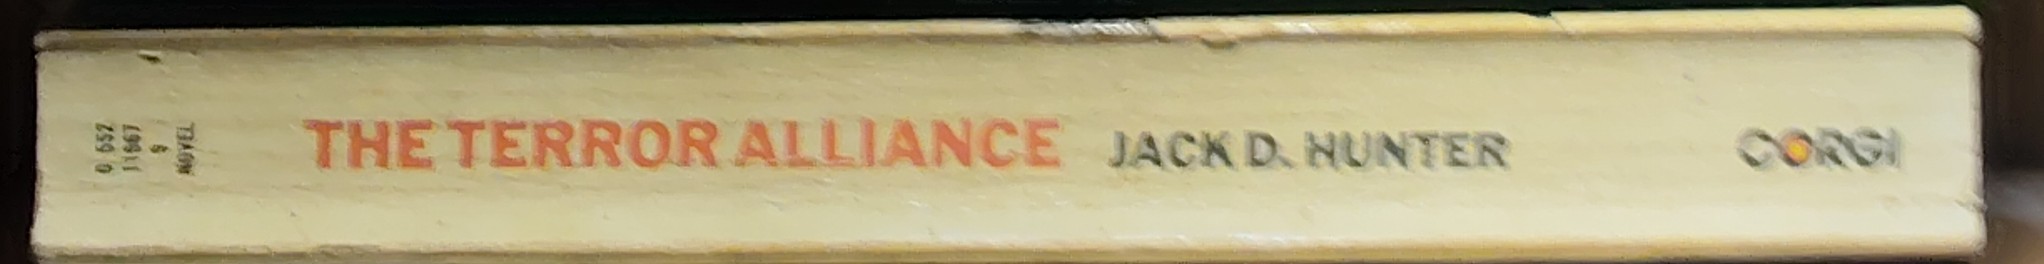 0 552
11667
9
NOVEL
THE TERROR ALLIANCE JACK D. HUNTER CORGI